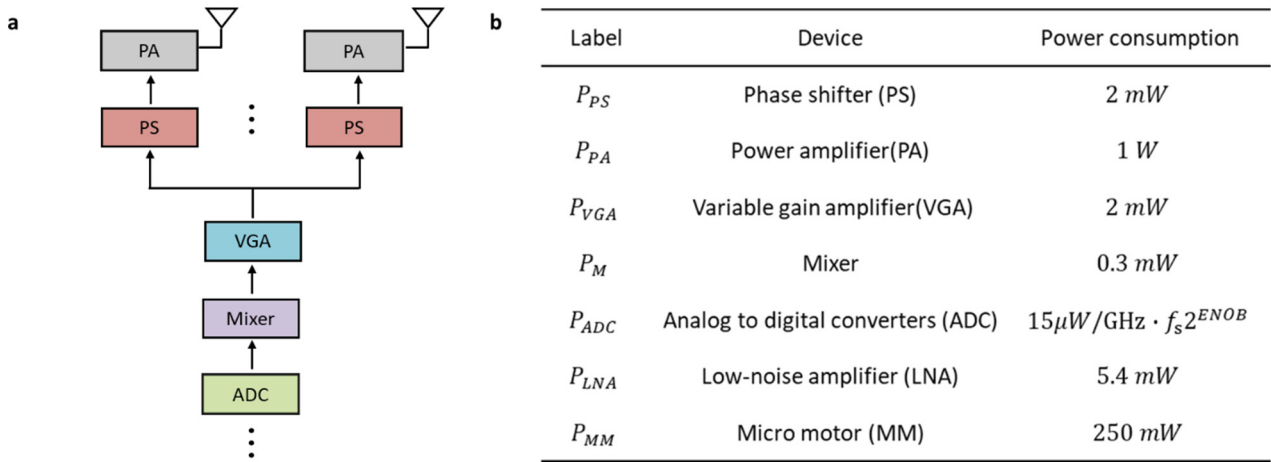 a
PA PA
PS PS
VGA
Mixer
ADC
b
Label Device Power consumption
P_PS Phase shifter (PS) 2 mW
P_PA Power amplifier(PA) 1 W
P_VGA Variable gain amplifier(VGA) 2 mW
P_M Mixer 0.3 mW
P_ADC Analog to digital converters (ADC) 15μW/GHz · f_s2^ENOB
P_LNA Low-noise amplifier (LNA) 5.4 mW
P_MM Micro motor (MM) 250 mW